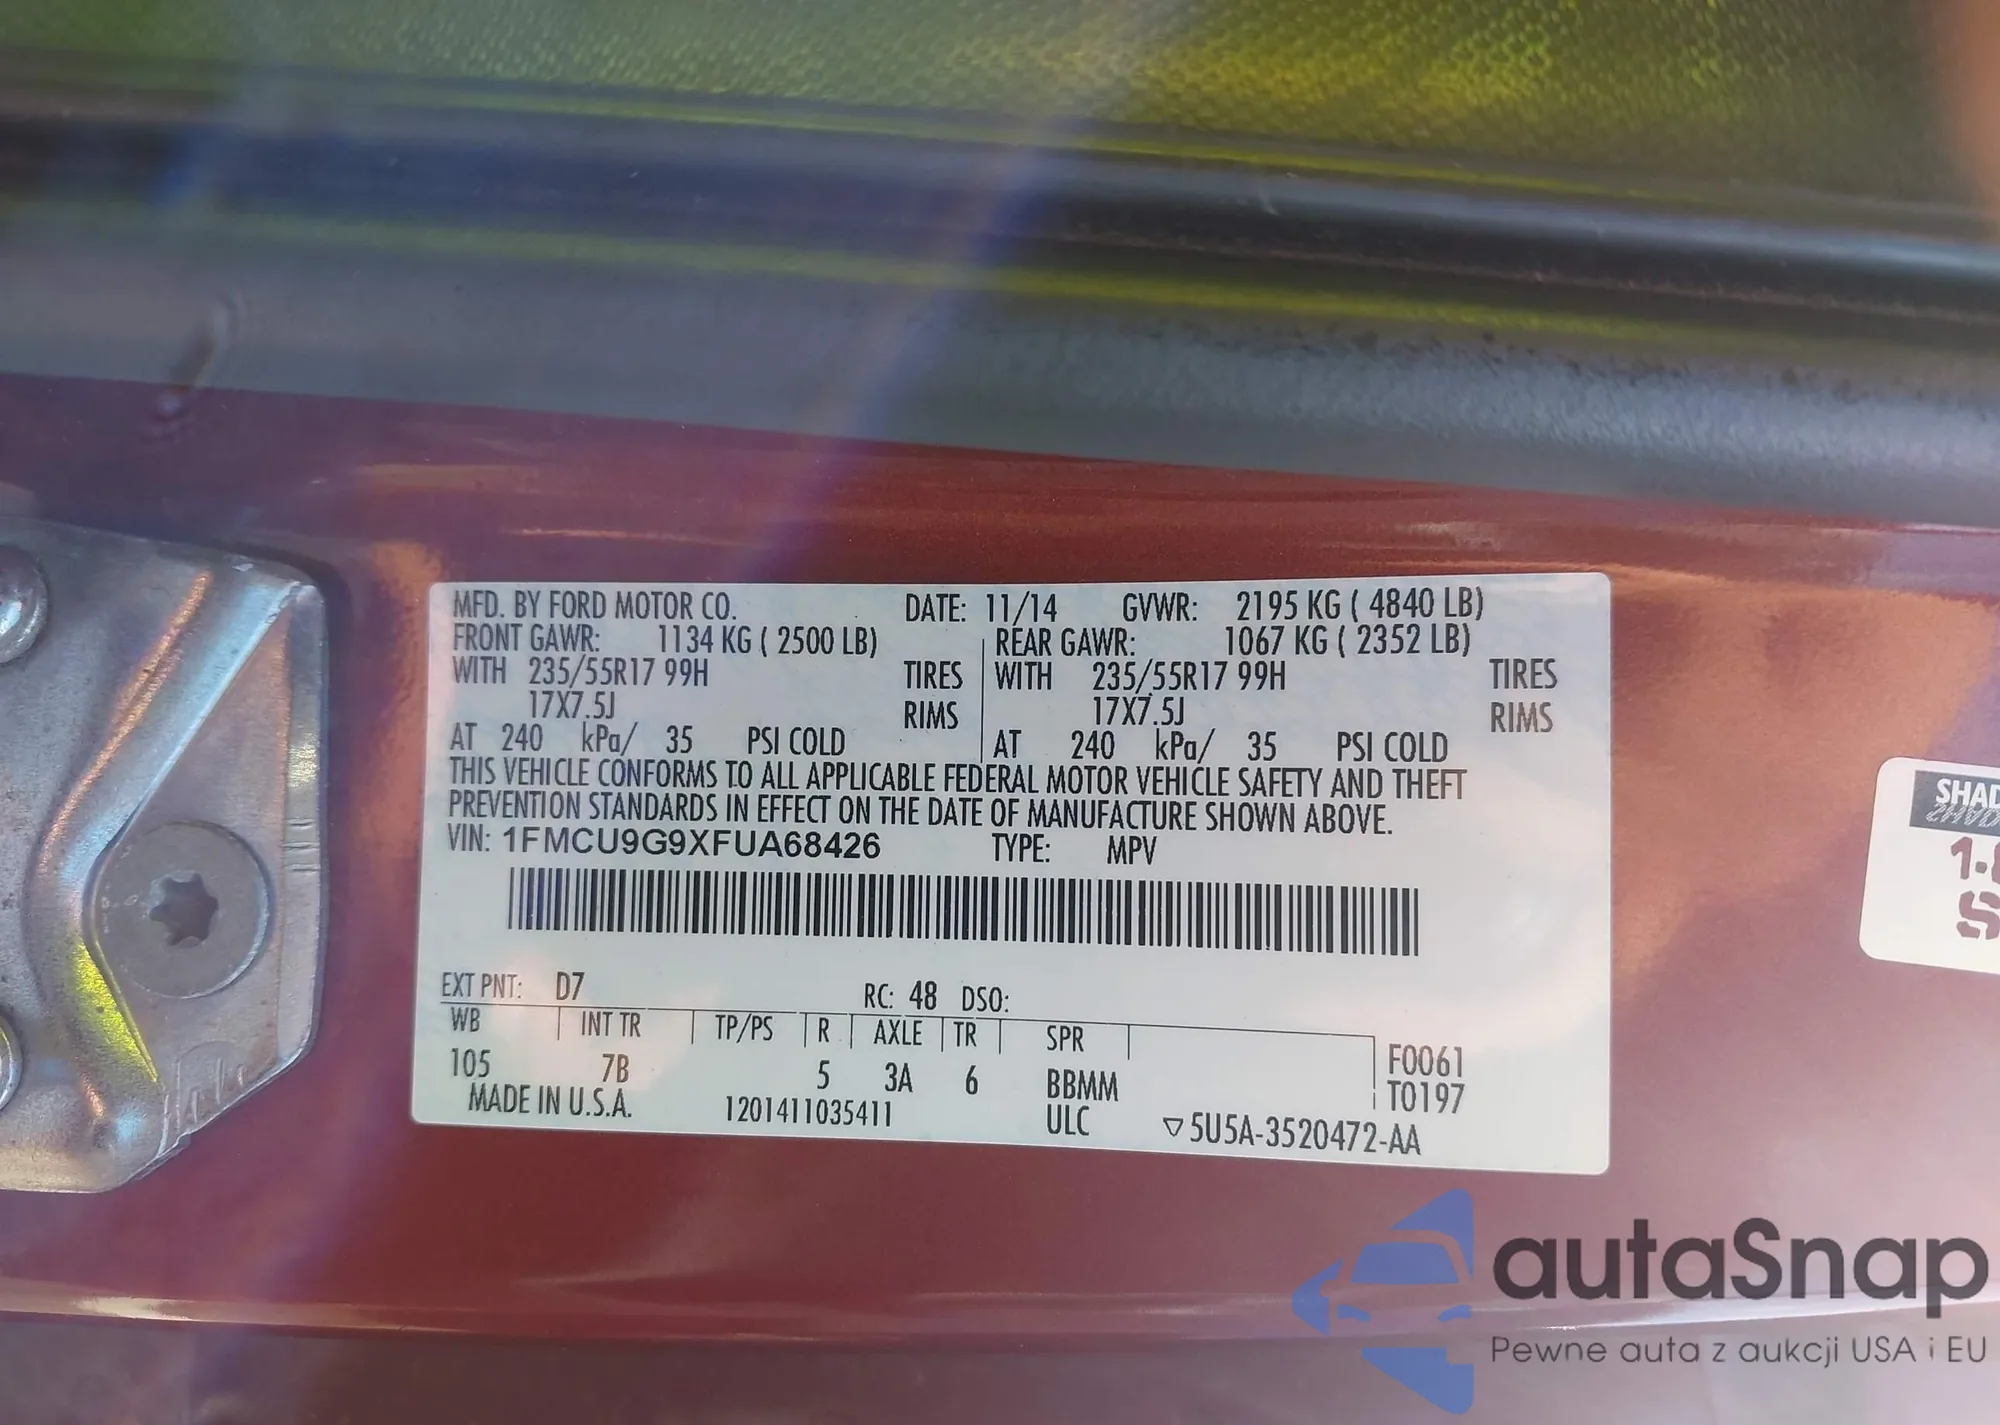 MFD. BY FORD MOTOR CO. DATE: 11/14 GVWR: 2195 KG ( 4840 LB)
FRONT GAWR: 1134 KG ( 2500 LB) REAR GAWR: 1067 KG ( 2352 LB)
WITH 235/55R17 99H TIRES WITH 235/55R17 99H TIRES
17X7.5J RIMS 17X7.5J RIMS
AT 240 kPa/ 35 PSI COLD AT 240 kPa/ 35 PSI COLD
THIS VEHICLE CONFORMS TO ALL APPLICABLE FEDERAL MOTOR VEHICLE SAFETY AND THEFT
PREVENTION STANDARDS IN EFFECT ON THE DATE OF MANUFACTURE SHOWN ABOVE.
VIN: 1FMCU9G9XFUA68426 TYPE: MPV
EXT PNT: D7 RC: 48 DSO:
WB INT TR TP/PS R AXLE TR SPR
105 7B 5 3A 6 BBMM F0061
T0197
MADE IN U.S.A. 1201411035411 ULC ▽5U5A-3520472-AA
autaSnap
Pewne auta z aukcji USA i EU